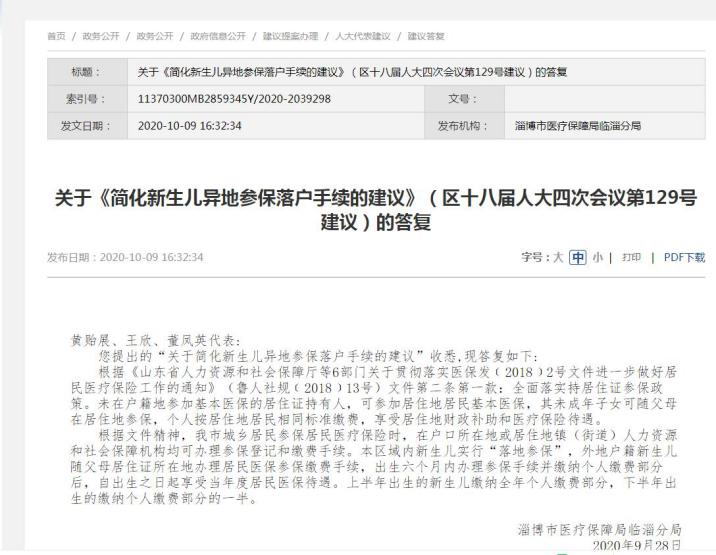 首页 / 政务公开 / 政务公开 / 政府信息公开 / 建议提案办理 / 人大代表建议 / 建议答复
标题： 关于《简化新生儿异地参保落户手续的建议》（区十八届人大四次会议第129号建议）的答复
索引号： 11370300MB2859345Y/2020-2039298 文号：
发文日期： 2020-10-09 16:32:34 发布机构： 淄博市医疗保障局临淄分局
关于《简化新生儿异地参保落户手续的建议》（区十八届人大四次会议第129号
建议）的答复
发布日期：2020-10-09 16:32:34 字号：大 中 小 | 打印 | PDF下载
黄贻展、王欣、董凤英代表：
您提出的“关于简化新生儿异地参保落户手续的建议”收悉，现答复如下：
根据《山东省人力资源和社会保障厅等6部门关于贯彻落实医保发〔2018〕2号文件进一步做好居
民医疗保险工作的通知》（鲁人社规〔2018〕13号）文件第二条第一款：全面落实持居住证参保政
策。未在户籍地参加基本医保的居住证持有人，可参加居住地居民基本医保，其未成年子女可随父母
在居住地参保，个人按居住地居民相同标准缴费，享受居住地财政补助和医疗保险待遇。
根据文件精神，我市城乡居民参保居民医疗保险时，在户口所在地或居住地镇（街道）人力资源
和社会保障机构均可办理参保登记和缴费手续。本区域内新生儿实行“落地参保”，外地户籍新生儿
随父母居住证所在地办理居民医保参保缴费手续，出生六个月内办理参保手续并缴纳个人缴费部分
后，自出生之日起享受当年度居民医保待遇。上半年出生的新生儿缴纳全年个人缴费部分，下半年出
生的缴纳个人缴费部分的一半。
淄博市医疗保障局临淄分局
2020年9月28日